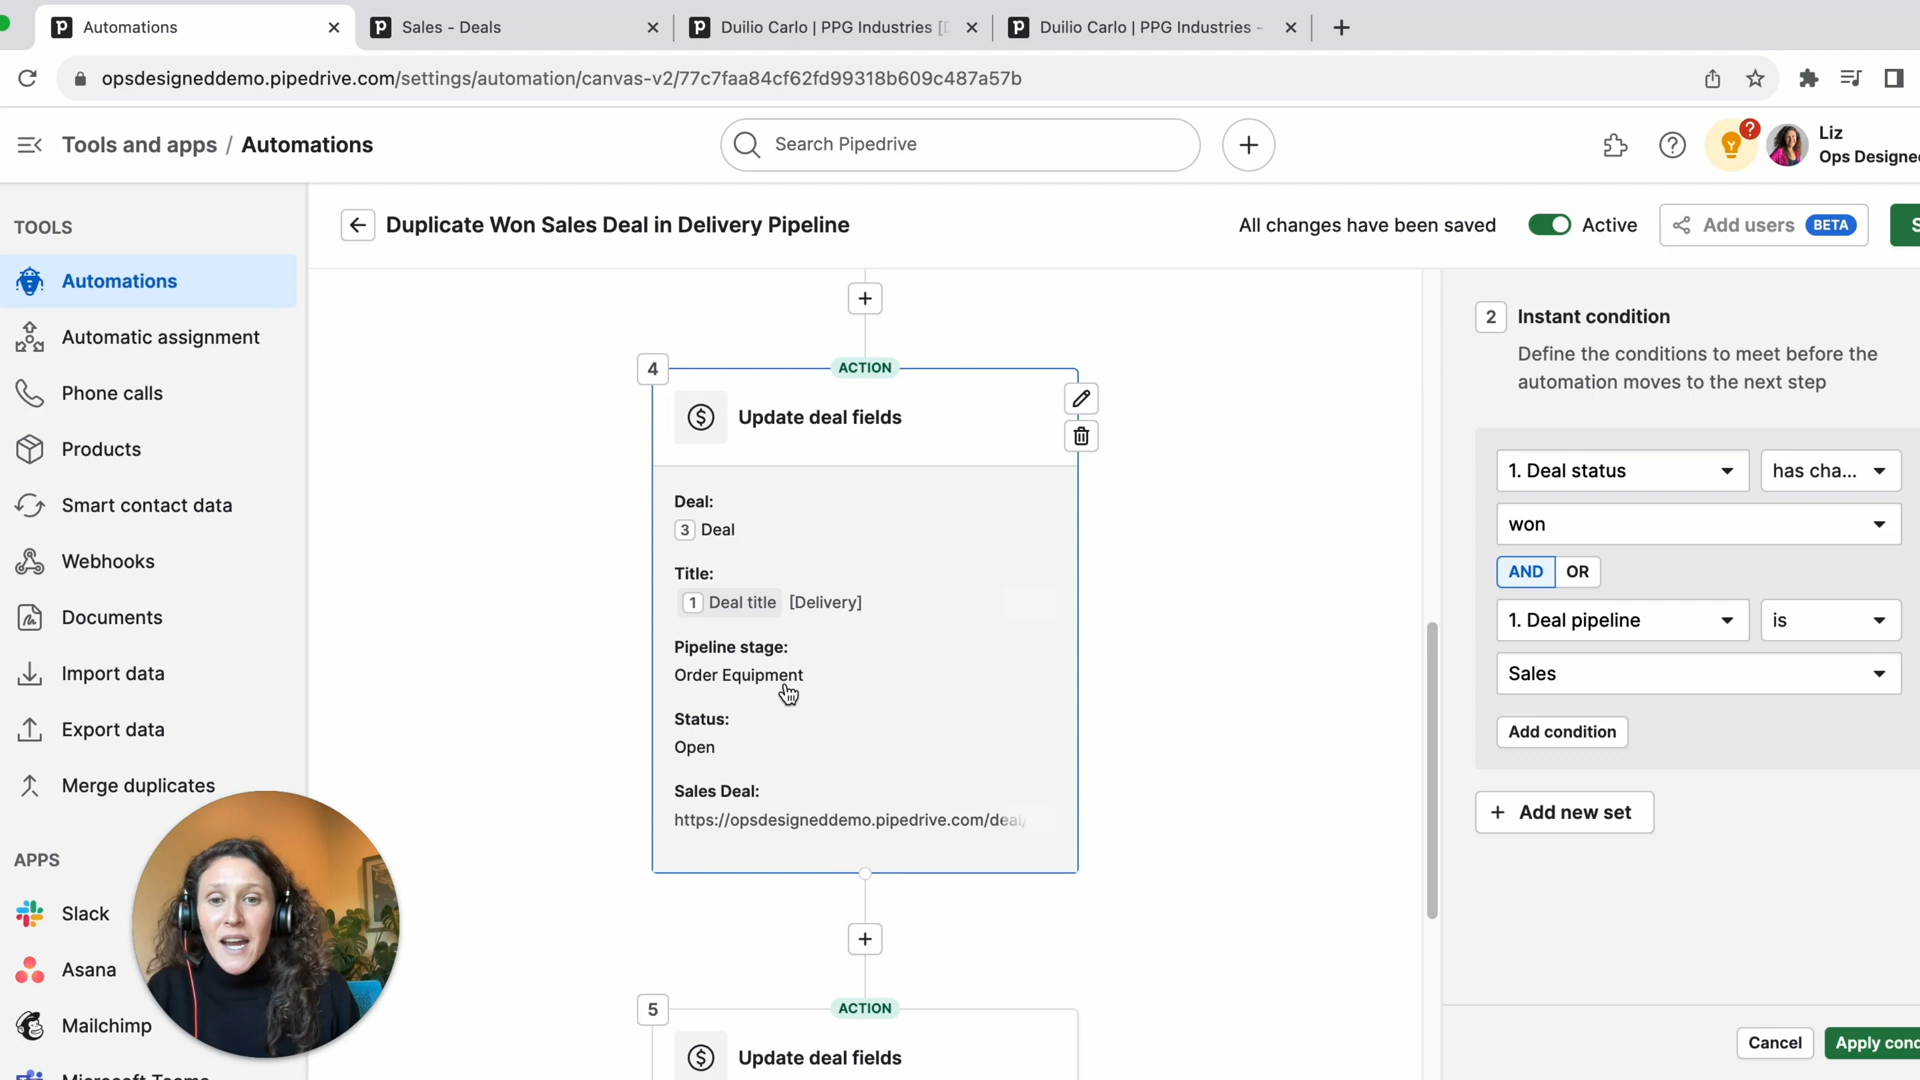 Automations
Sales - Deals
Duilio Carlo | PPG Industries [D
Duilio Carlo | PPG Industries -
opsdesigneddemo.pipedrive.com/settings/automation/canvas-v2/77c7faa84cf62fd99318b609c487a57b
Tools and apps / Automations
Search Pipedrive
?
Liz
Ops Designe
TOOLS
Automations
Automatic assignment
Phone calls
Products
Smart contact data
Webhooks
Documents
Import data
Export data
Merge duplicates
APPS
Slack
Asana
Mailchimp
Microsoft Teams
Duplicate Won Sales Deal in Delivery Pipeline
All changes have been saved
Active
Add users BETA
4
ACTION
Update deal fields
Deal:
3 Deal
Title:
1 Deal title [Delivery]
Pipeline stage:
Order Equipment
Status:
Open
Sales Deal:
https://opsdesigneddemo.pipedrive.com/deal/
5
ACTION
Update deal fields
2 Instant condition
Define the conditions to meet before the
automation moves to the next step
1. Deal status
has cha...
won
AND OR
1. Deal pipeline
is
Sales
Add condition
+ Add new set
Cancel
Apply cond